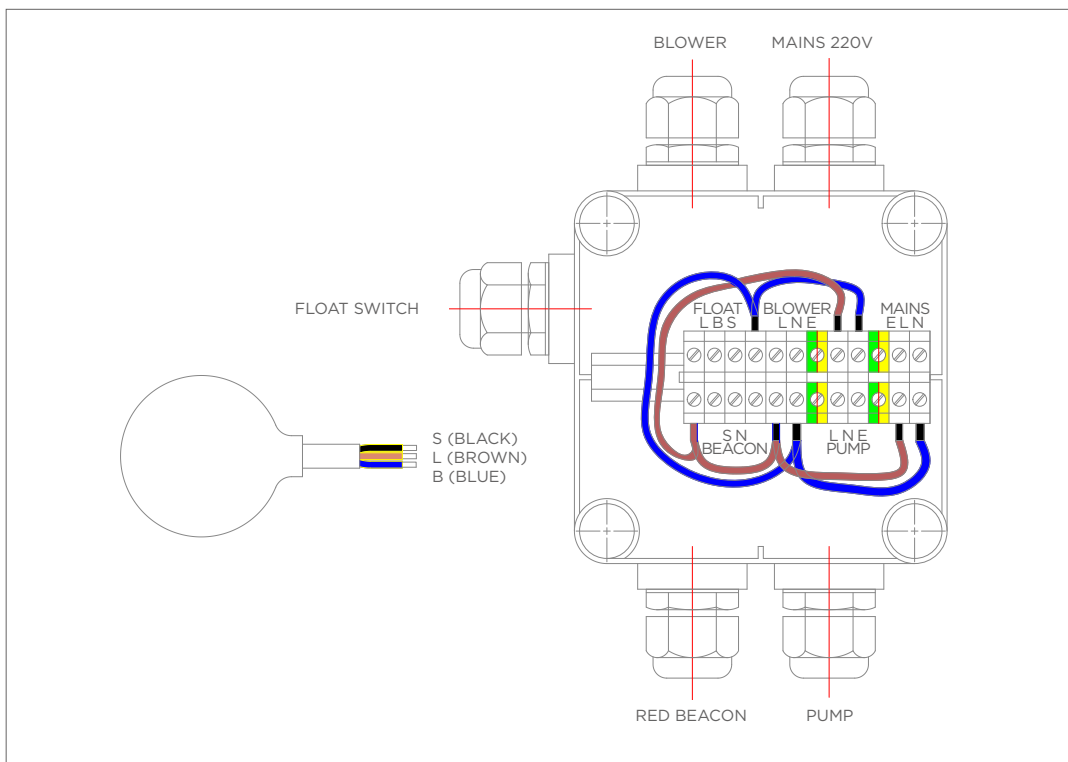 BLOWER
MAINS 220V
FLOAT SWITCH
FLOAT BLOWER MAINS
L B S L N E E L N
S N L N E
BEACON PUMP
S (BLACK)
L (BROWN)
B (BLUE)
RED BEACON
PUMP